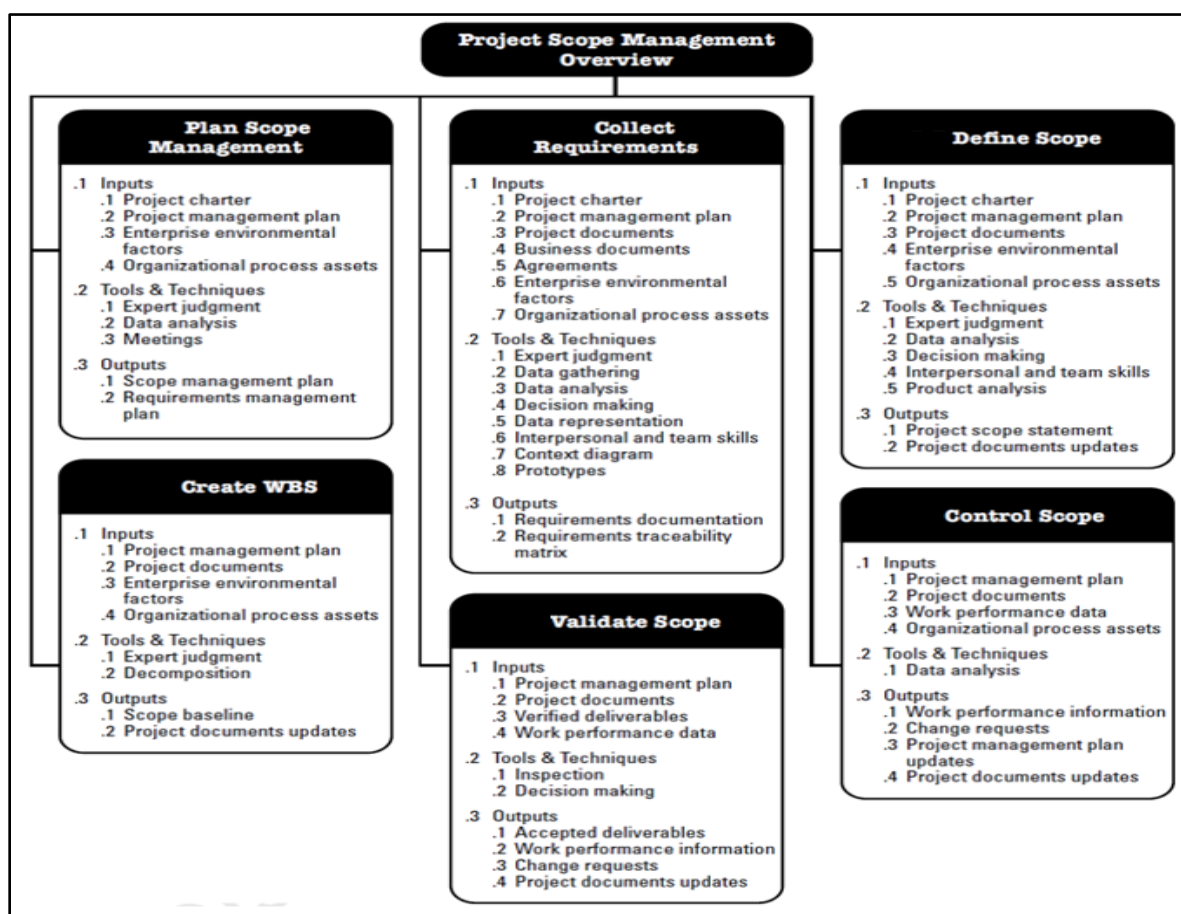 Project Scope Management
Overview
Plan Scope
Management
.1 Inputs
.1 Project charter
.2 Project management plan
.3 Enterprise environmental
factors
.4 Organizational process assets
.2 Tools & Techniques
.1 Expert judgment
.2 Data analysis
.3 Meetings
.3 Outputs
.1 Scope management plan
.2 Requirements management
plan
Collect
Requirements
.1 Inputs
.1 Project charter
.2 Project management plan
.3 Project documents
.4 Business documents
.5 Agreements
.6 Enterprise environmental
factors
.7 Organizational process assets
.2 Tools & Techniques
.1 Expert judgment
.2 Data gathering
.3 Data analysis
.4 Decision making
.5 Data representation
.6 Interpersonal and team skills
.7 Context diagram
.8 Prototypes
.3 Outputs
.1 Requirements documentation
.2 Requirements traceability
matrix
Define Scope
.1 Inputs
.1 Project charter
.2 Project management plan
.3 Project documents
.4 Enterprise environmental
factors
.5 Organizational process assets
.2 Tools & Techniques
.1 Expert judgment
.2 Data analysis
.3 Decision making
.4 Interpersonal and team skills
.5 Product analysis
.3 Outputs
.1 Project scope statement
.2 Project documents updates
Create WBS
.1 Inputs
.1 Project management plan
.2 Project documents
.3 Enterprise environmental
factors
.4 Organizational process assets
.2 Tools & Techniques
.1 Expert judgment
.2 Decomposition
.3 Outputs
.1 Scope baseline
.2 Project documents updates
Validate Scope
.1 Inputs
.1 Project management plan
.2 Project documents
.3 Verified deliverables
.4 Work performance data
.2 Tools & Techniques
.1 Inspection
.2 Decision making
.3 Outputs
.1 Accepted deliverables
.2 Work performance information
.3 Change requests
.4 Project documents updates
Control Scope
.1 Inputs
.1 Project management plan
.2 Project documents
.3 Work performance data
.4 Organizational process assets
.2 Tools & Techniques
.1 Data analysis
.3 Outputs
.1 Work performance information
.2 Change requests
.3 Project management plan
updates
.4 Project documents updates